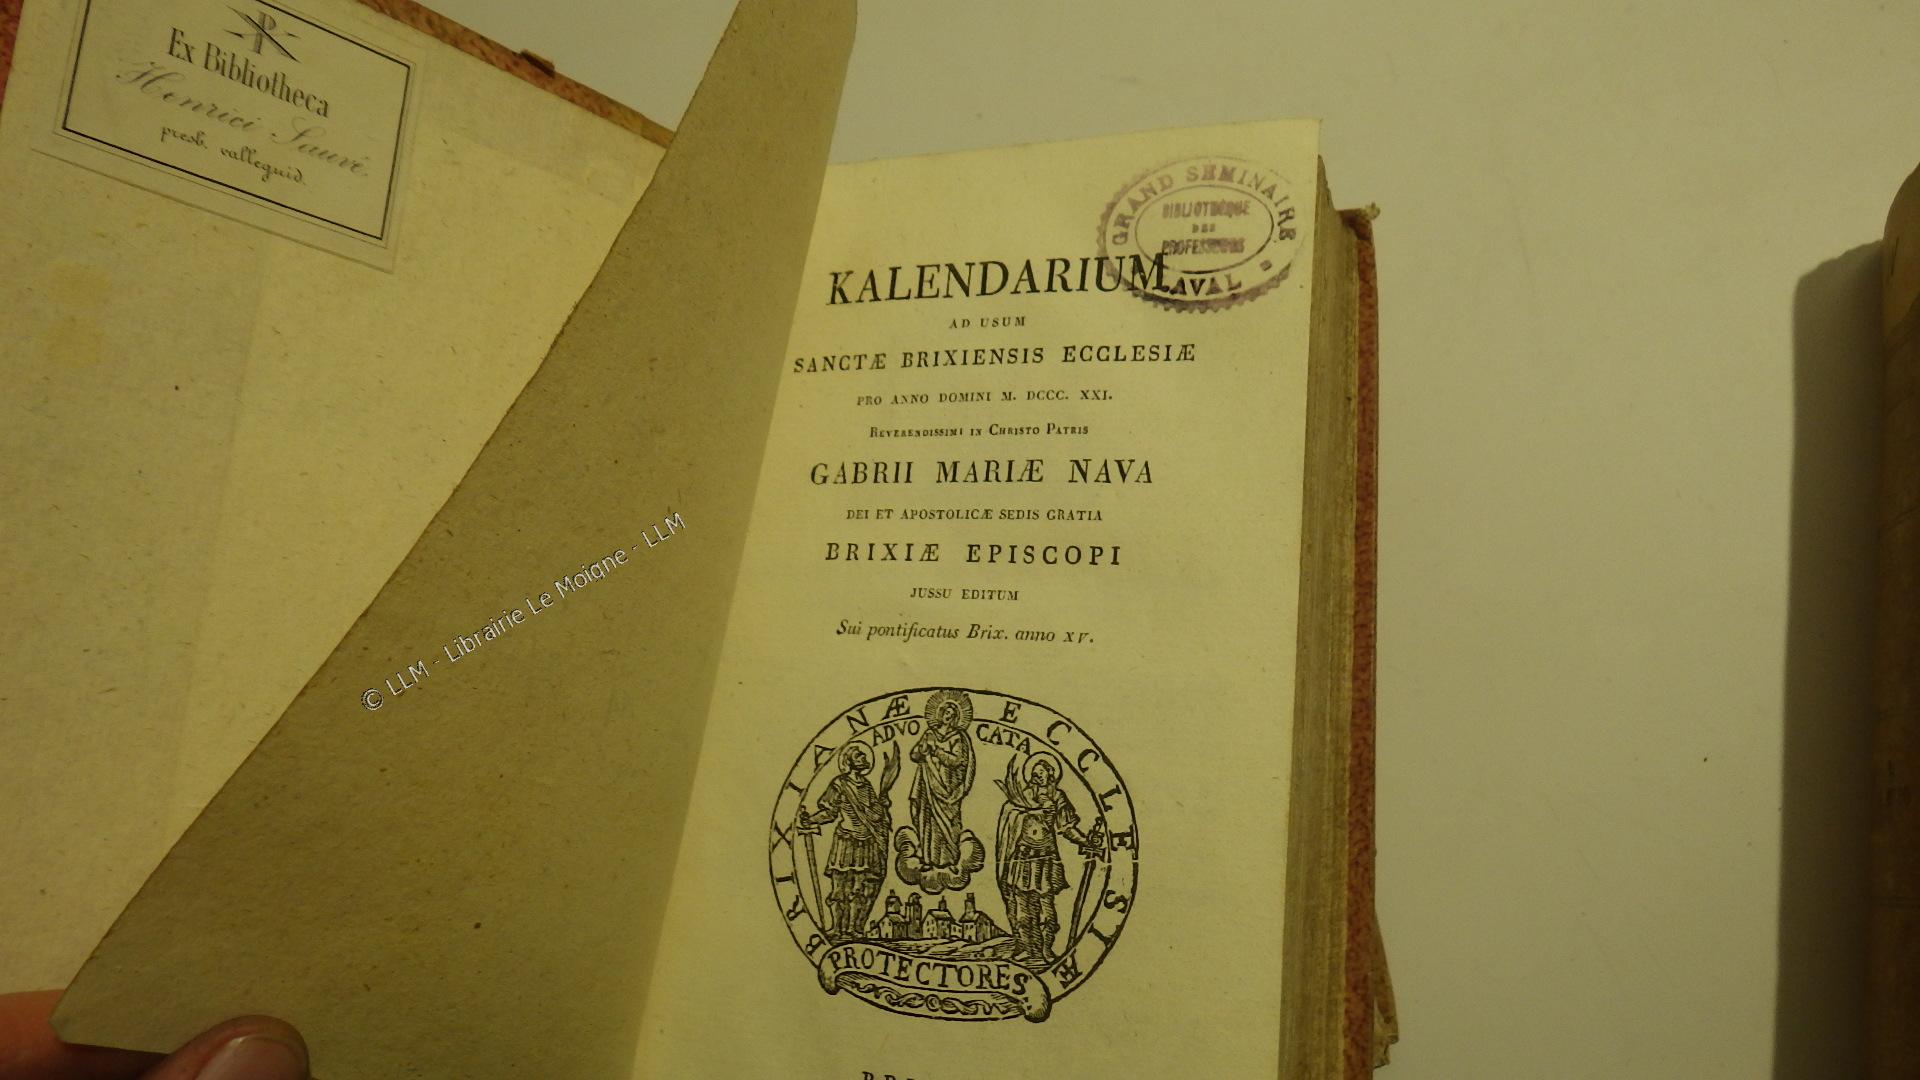 Ex Bibliotheca
Henrici Sauvé
presb. valleguid.
GRAND SEMINAIRE
BIBLIOTHEQUE
DES
PROFESSEURS
LAVAL
KALENDARIUM
AD USUM
SANCTÆ BRIXIENSIS ECCLESIÆ
PRO ANNO DOMINI M. DCCC. XXI.
REVERENDISSIMI IN CHRISTO PATRIS
GABRII MARIÆ NAVA
DEI ET APOSTOLICÆ SEDIS GRATIA
BRIXIÆ EPISCOPI
JUSSU EDITUM
Sui pontificatus Brix. anno XV.
BRIXIANÆ ECCLESIÆ
ADVOCATA
PROTECTORES
© LLM - Librairie Le Moigne - LLM